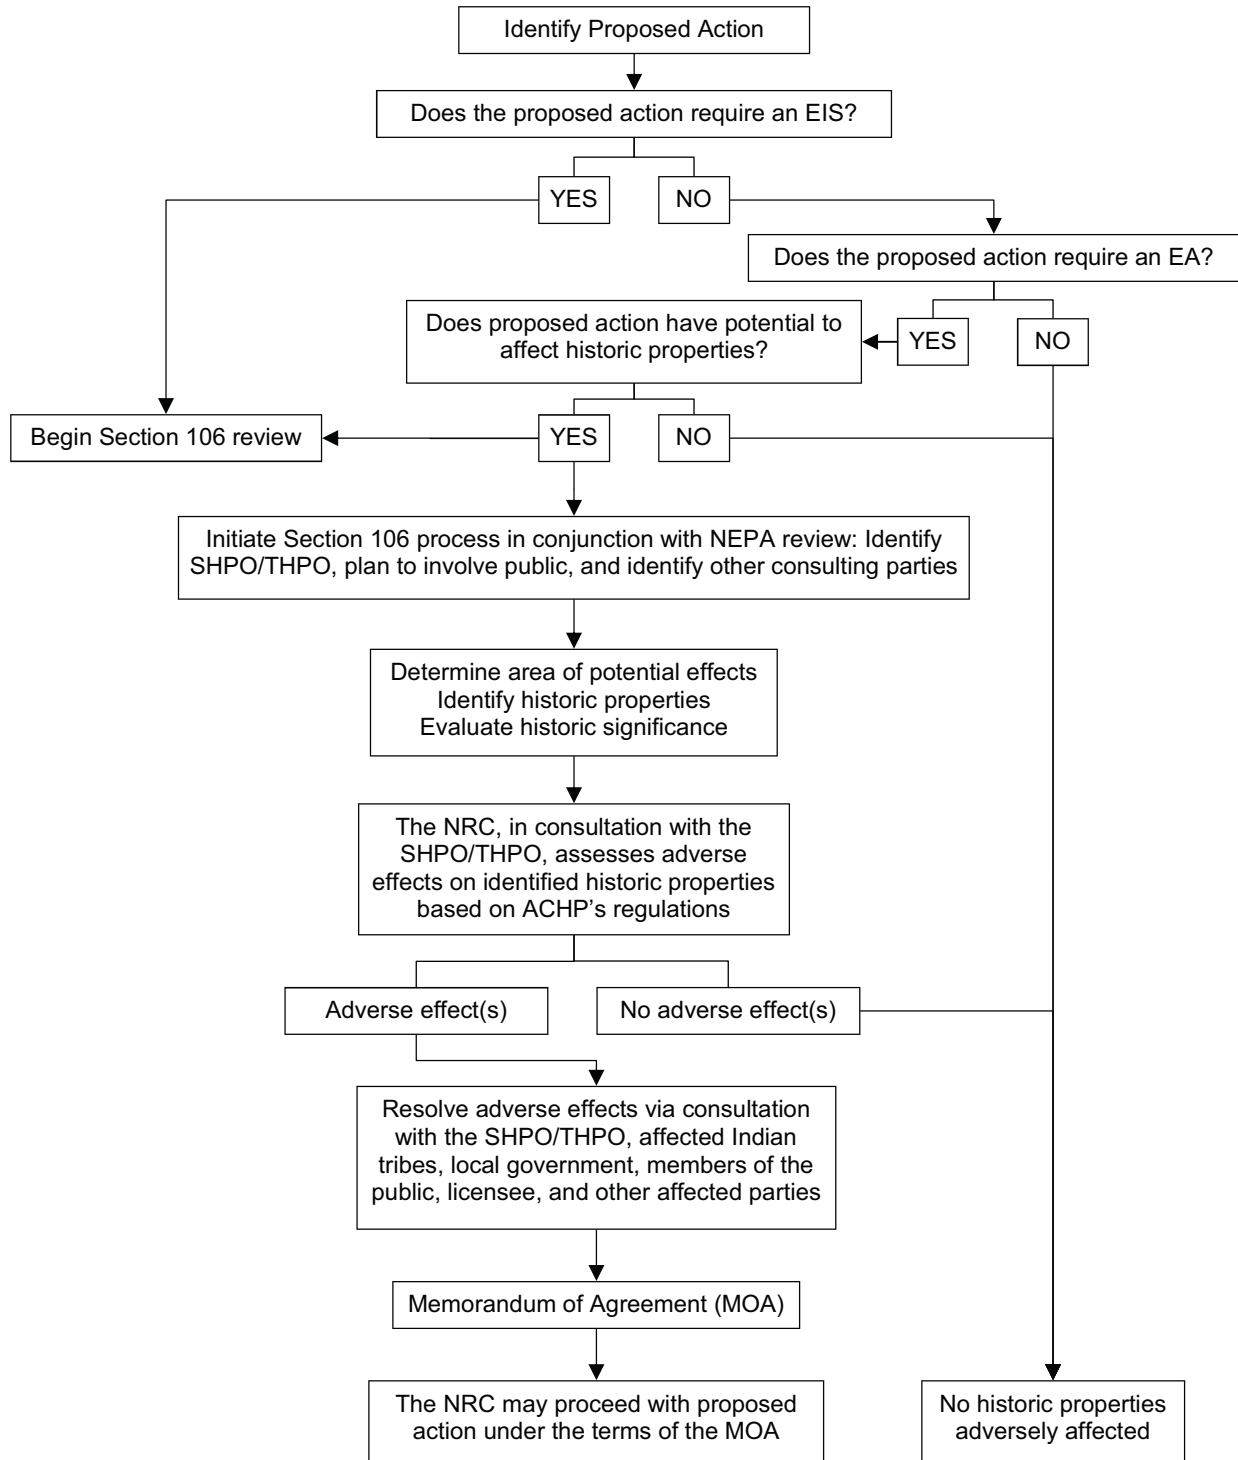 Identify Proposed Action
Does the proposed action require an EIS?
YES
NO
Does the proposed action require an EA?
Does proposed action have potential to
affect historic properties?
YES
NO
Begin Section 106 review
YES
NO
Initiate Section 106 process in conjunction with NEPA review: Identify
SHPO/THPO, plan to involve public, and identify other consulting parties
Determine area of potential effects
Identify historic properties
Evaluate historic significance
The NRC, in consultation with the
SHPO/THPO, assesses adverse
effects on identified historic properties
based on ACHP’s regulations
Adverse effect(s)
No adverse effect(s)
Resolve adverse effects via consultation
with the SHPO/THPO, affected Indian
tribes, local government, members of the
public, licensee, and other affected parties
Memorandum of Agreement (MOA)
The NRC may proceed with proposed
action under the terms of the MOA
No historic properties
adversely affected